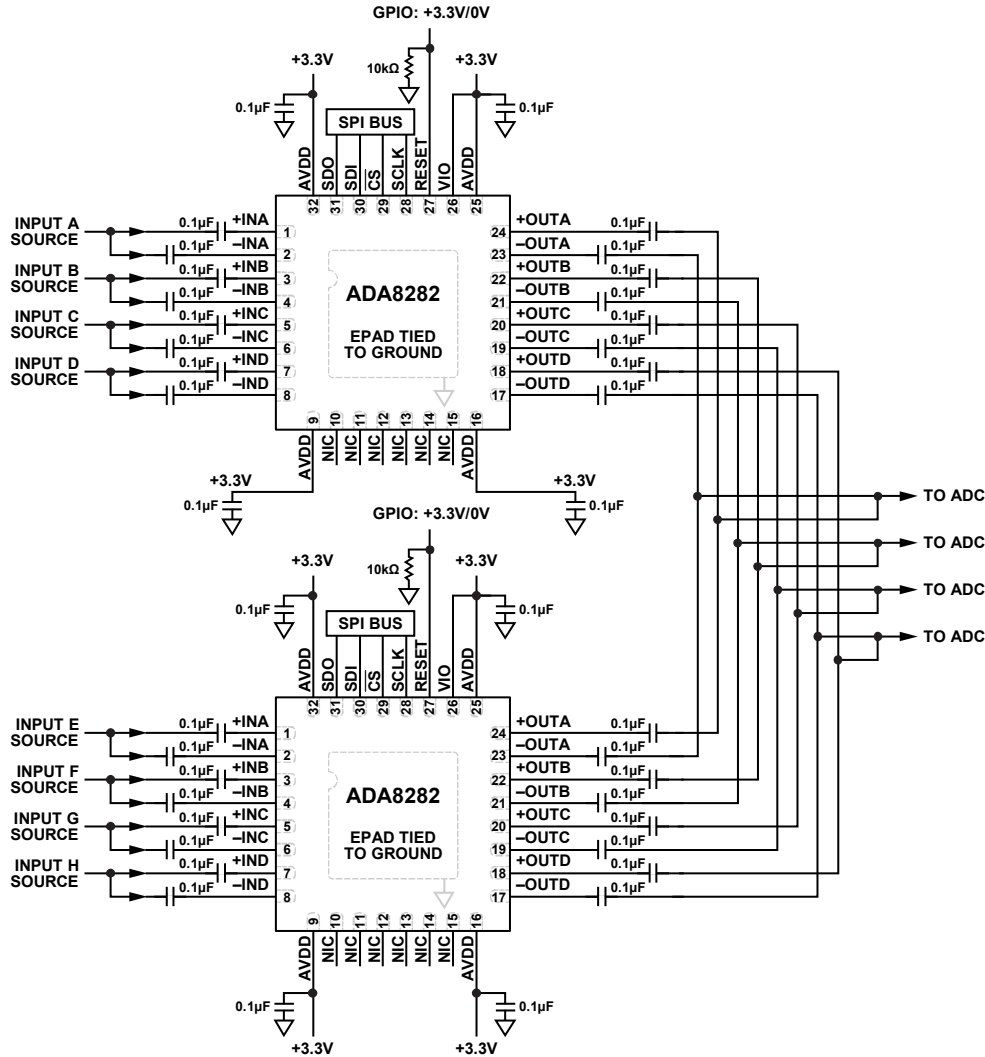 GPIO: +3.3V/0V
+3.3V
10kΩ
+3.3V
0.1µF
0.1µF
SPI BUS
AVDD
SDO
SDI
CS
SCLK
RESET
VIO
AVDD
32
31
30
29
28
27
26
25
INPUT A
SOURCE
0.1µF
+INA
1
0.1µF
–INA
2
INPUT B
SOURCE
0.1µF
+INB
3
0.1µF
–INB
4
INPUT C
SOURCE
0.1µF
+INC
5
0.1µF
–INC
6
INPUT D
SOURCE
0.1µF
+IND
7
0.1µF
–IND
8
ADA8282
EPAD TIED
TO GROUND
24
+OUTA
0.1µF
23
–OUTA
0.1µF
22
+OUTB
0.1µF
21
–OUTB
0.1µF
20
+OUTC
0.1µF
19
–OUTC
0.1µF
18
+OUTD
0.1µF
17
–OUTD
0.1µF
9
10
11
12
13
14
15
16
AVDD
NIC
NIC
NIC
NIC
NIC
NIC
AVDD
+3.3V
0.1µF
+3.3V
0.1µF
TO ADC
TO ADC
TO ADC
TO ADC
GPIO: +3.3V/0V
+3.3V
10kΩ
+3.3V
0.1µF
0.1µF
SPI BUS
AVDD
SDO
SDI
CS
SCLK
RESET
VIO
AVDD
32
31
30
29
28
27
26
25
INPUT E
SOURCE
0.1µF
+INA
1
0.1µF
–INA
2
INPUT F
SOURCE
0.1µF
+INB
3
0.1µF
–INB
4
INPUT G
SOURCE
0.1µF
+INC
5
0.1µF
–INC
6
INPUT H
SOURCE
0.1µF
+IND
7
0.1µF
–IND
8
ADA8282
EPAD TIED
TO GROUND
24
+OUTA
0.1µF
23
–OUTA
0.1µF
22
+OUTB
0.1µF
21
–OUTB
0.1µF
20
+OUTC
0.1µF
19
–OUTC
0.1µF
18
+OUTD
0.1µF
17
–OUTD
0.1µF
9
10
11
12
13
14
15
16
AVDD
NIC
NIC
NIC
NIC
NIC
NIC
AVDD
0.1µF
0.1µF
+3.3V
+3.3V